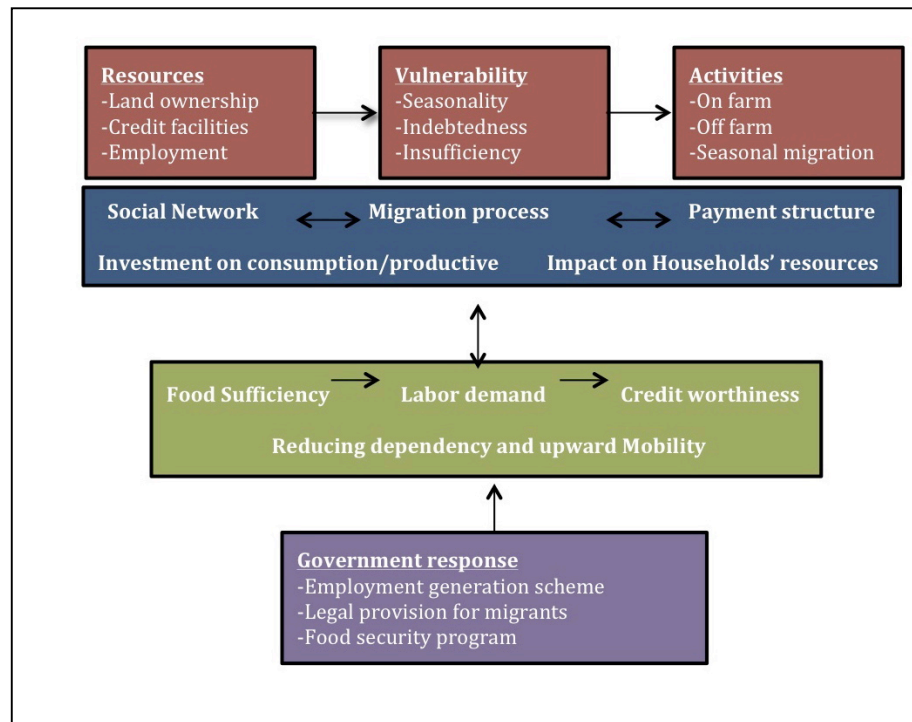 Resources
-Land ownership
-Credit facilities
-Employment
Vulnerability
-Seasonality
-Indebtedness
-Insufficiency
Activities
-On farm
-Off farm
-Seasonal migration
Social Network
Migration process
Payment structure
Investment on consumption/productive
Impact on Households’ resources
Food Sufficiency
Labor demand
Credit worthiness
Reducing dependency and upward Mobility
Government response
-Employment generation scheme
-Legal provision for migrants
-Food security program